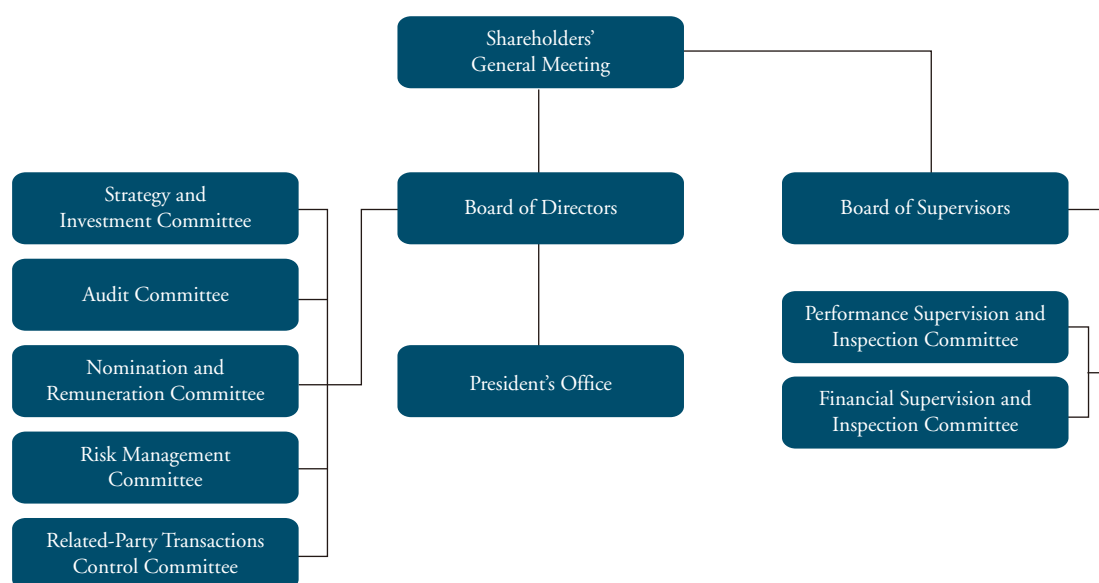 Shareholders’
General Meeting
Strategy and
Investment Committee
Board of Directors
Board of Supervisors
Audit Committee
Performance Supervision and
Inspection Committee
Nomination and
Remuneration Committee
President’s Office
Financial Supervision and
Inspection Committee
Risk Management
Committee
Related-Party Transactions
Control Committee